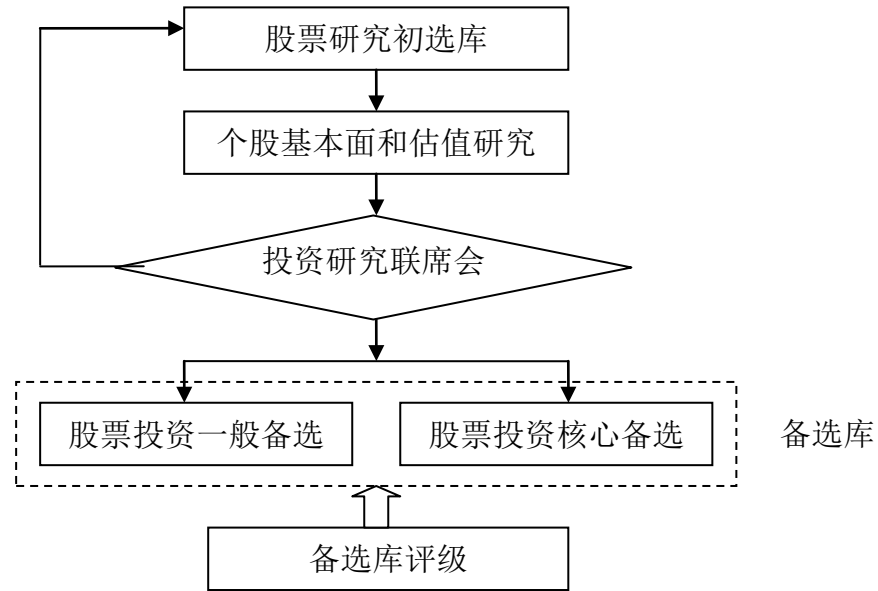 股票研究初选库
个股基本面和估值研究
投资研究联席会
股票投资一般备选
股票投资核心备选
备选库
备选库评级